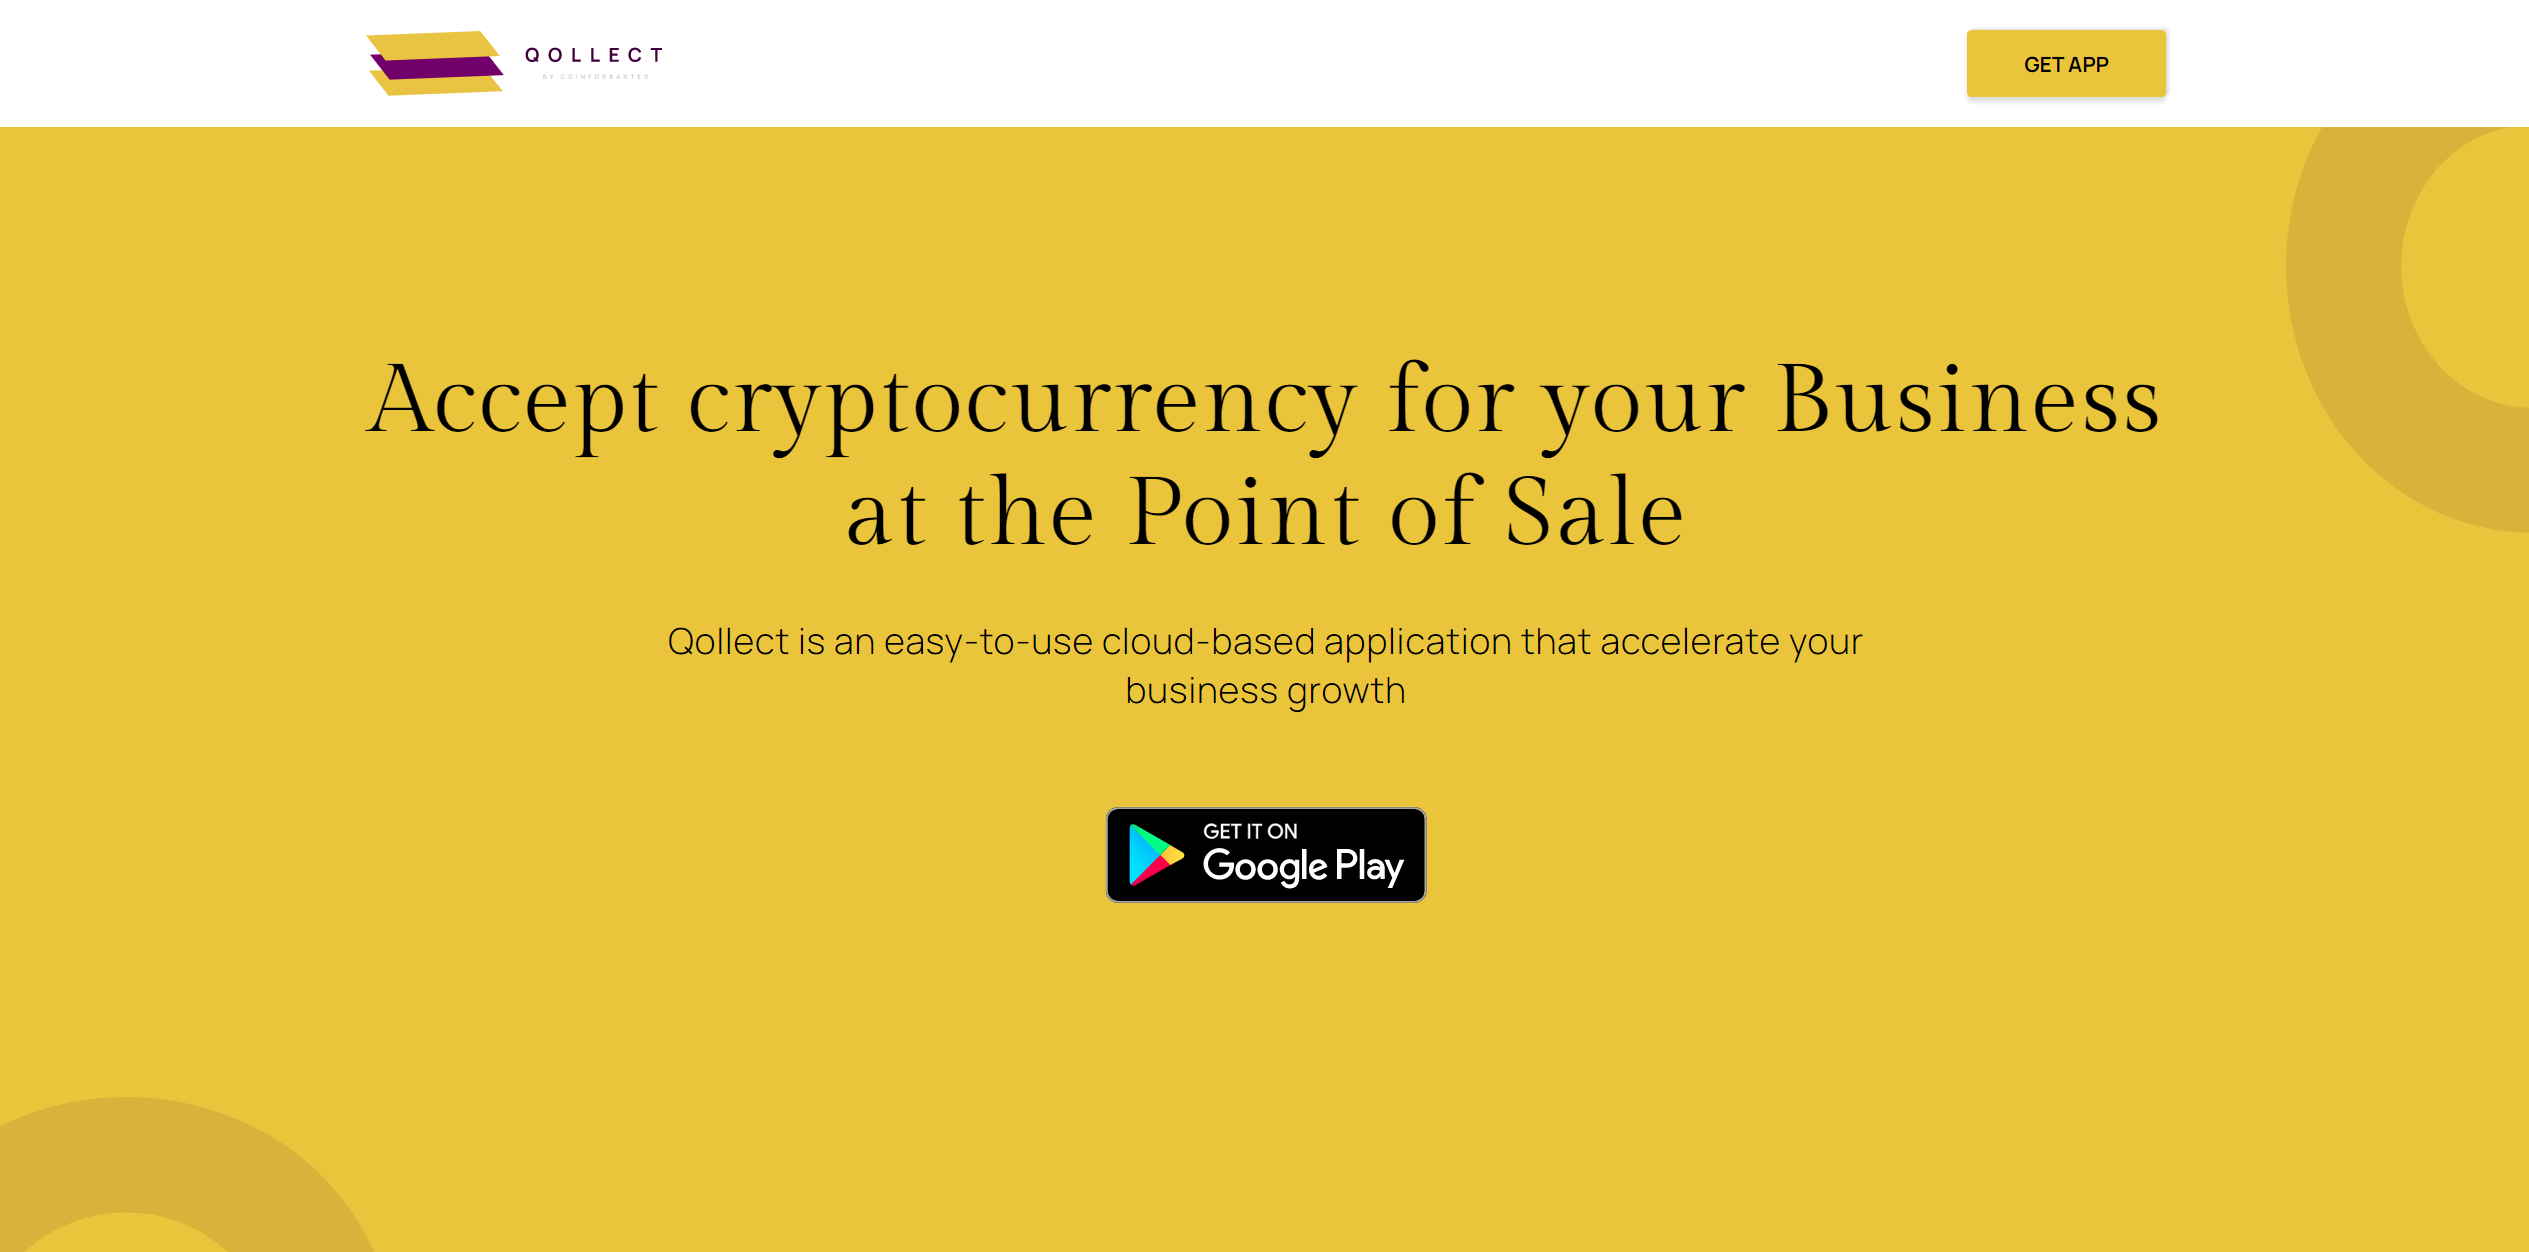 QOLLECT
BY COINFORBARTER
GET APP
Accept cryptocurrency for your Business
at the Point of Sale
Qollect is an easy-to-use cloud-based application that accelerate your
business growth
GET IT ON
Google Play